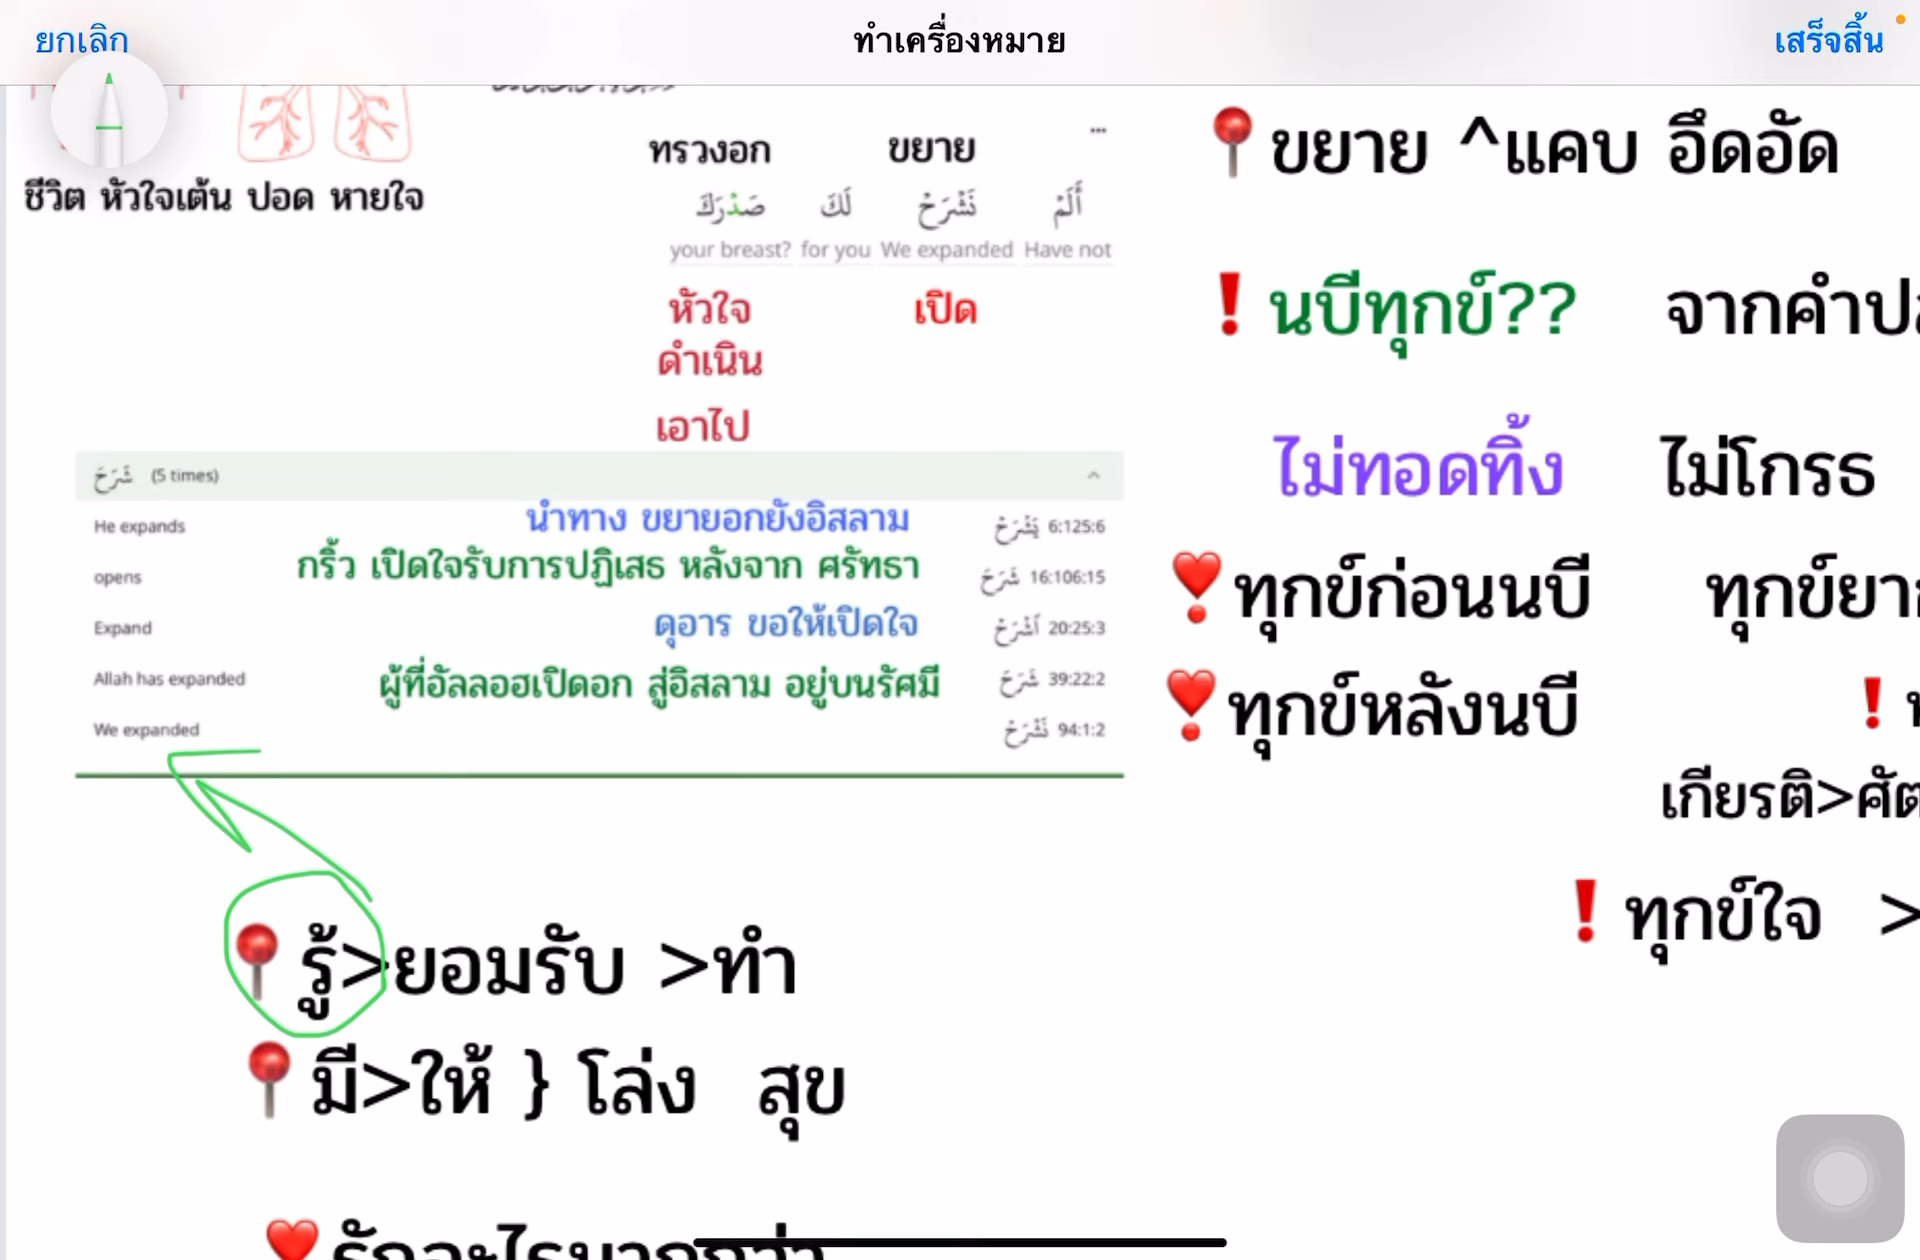 ยกเลิก
ทำเครื่องหมาย
เสร็จสิ้น
ชีวิต หัวใจเต้น ปอด หายใจ
ทรวงอก ขยาย
أَلَمْ نَشْرَحْ لَكَ صَدْرَكَ
your breast? for you We expanded Have not
หัวใจ เปิด
ดำเนิน
เอาไป
شَرَحَ (5 times)
He expands นำทาง ขยายอกยังอิสลาม يَشْرَحْ 6:125:6
opens กริ้ว เปิดใจรับการปฏิเสธ หลังจาก ศรัทธา شَرَحَ 16:106:15
Expand ดุอาร ขอให้เปิดใจ ٱشْرَحْ 20:25:3
Allah has expanded ผู้ที่อัลลอฮเปิดอก สู่อิสลาม อยู่บนรัศมี شَرَحَ 39:22:2
We expanded نَشْرَحْ 94:1:2
รู้>ยอมรับ >ทำ
มี>ให้ } โล่ง สุข
ขยาย ^แคบ อึดอัด
นบีทุกข์??
ไม่ทอดทิ้ง ไม่โกรธ
ทุกข์ก่อนนบี
ทุกข์หลังนบี
ทุกข์ใจ >